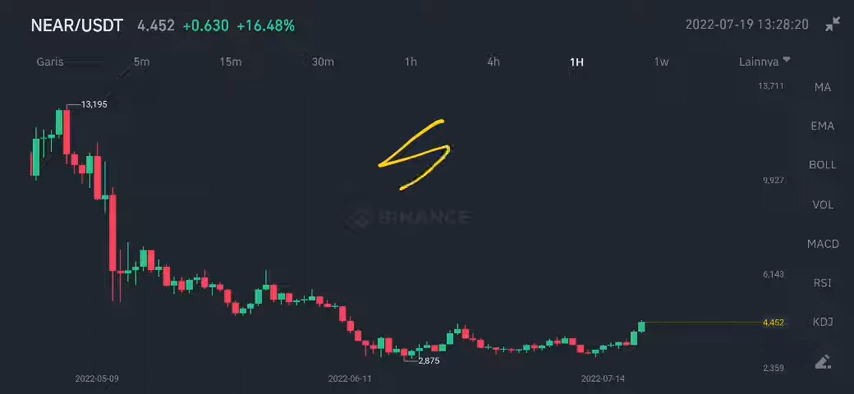 NEAR/USDT 4.452 +0.630 +16.48% 2022-07-19 13:28:20
Garis 5m 15m 30m 1h 4h 1H 1w Lainnya
13,711
13,195
MA
EMA
BOLL
9,927
VOL
BINANCE
MACD
6,143
RSI
4,452
KDJ
2,875
2.359
2022-05-09 2022-06-11 2022-07-14